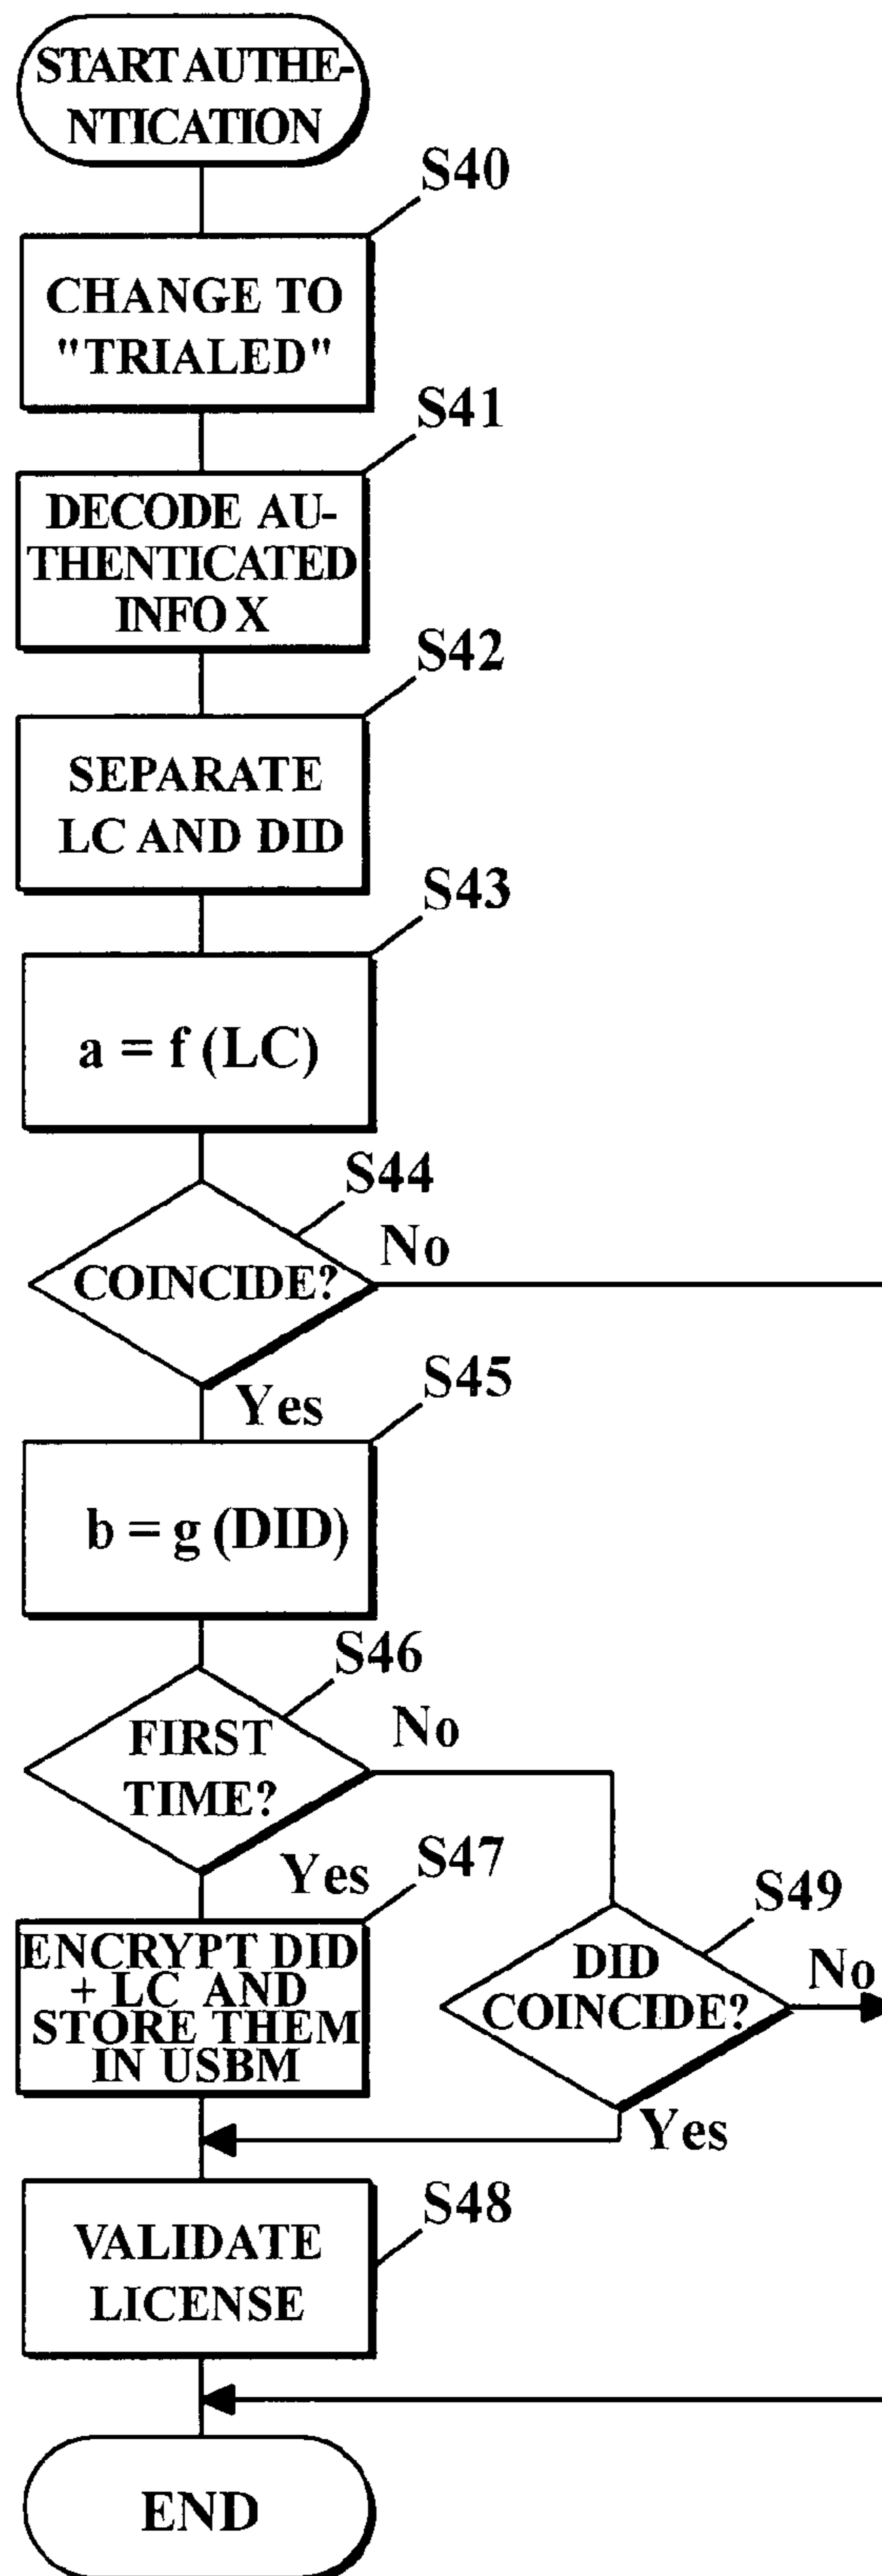 START AUTHE-
NTICATION
S40
CHANGE TO
"TRIALED"
S41
DECODE AU-
THENTICATED
INFO X
S42
SEPARATE
LC AND DID
S43
a = f (LC)
S44
COINCIDE?
No
Yes
S45
b = g (DID)
S46
FIRST
TIME?
No
Yes
S47
ENCRYPT DID
+ LC AND
STORE THEM
IN USBM
S49
DID
COINCIDE?
No
Yes
S48
VALIDATE
LICENSE
END